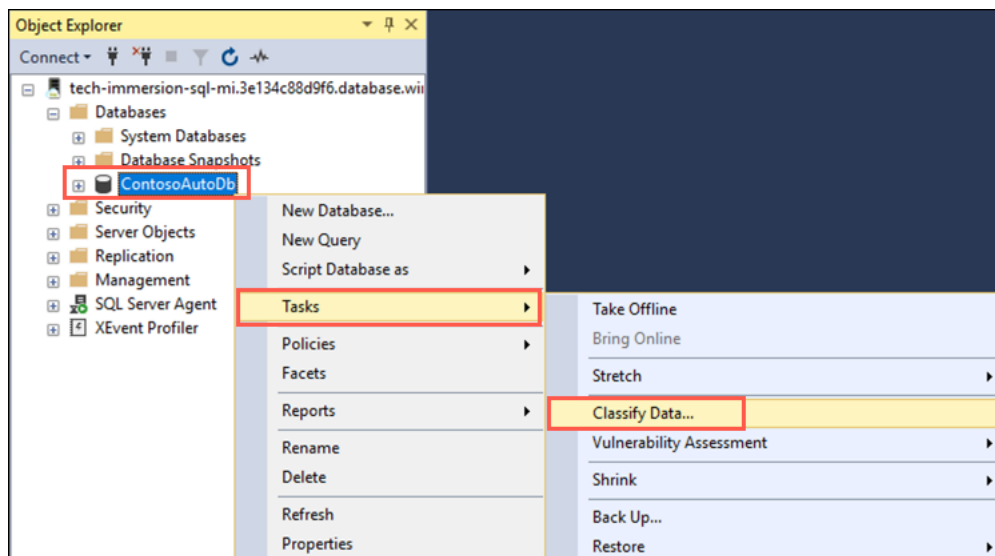 Object Explorer
Connect
tech-immersion-sql-mi.3e134c88d9f6.database.wi
Databases
System Databases
Database Snapshots
ContosoAutoDb
Security
Server Objects
Replication
Management
SQL Server Agent
XEvent Profiler
New Database...
New Query
Script Database as
Tasks
Policies
Facets
Reports
Rename
Delete
Refresh
Properties
Take Offline
Bring Online
Stretch
Classify Data...
Vulnerability Assessment
Shrink
Back Up...
Restore